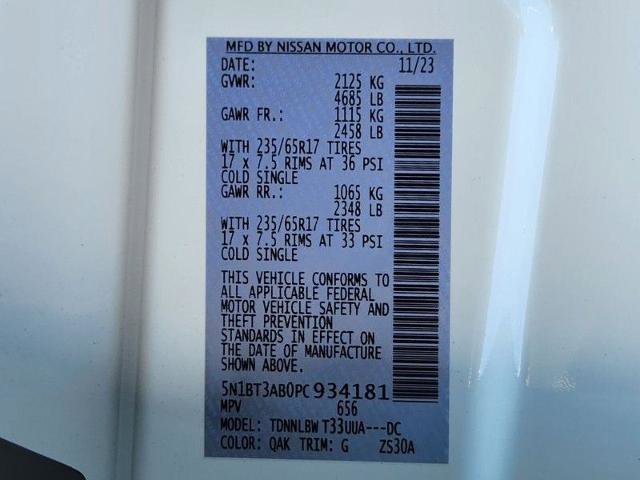 MFD BY NISSAN MOTOR CO., LTD.
DATE: 11/23
GVWR: 2125 KG
4685 LB
GAWR FR.: 1115 KG
2458 LB
WITH 235/65R17 TIRES
17 x 7.5 RIMS AT 36 PSI
COLD SINGLE
GAWR RR.: 1065 KG
2348 LB
WITH 235/65R17 TIRES
17 x 7.5 RIMS AT 33 PSI
COLD SINGLE
THIS VEHICLE CONFORMS TO
ALL APPLICABLE FEDERAL
MOTOR VEHICLE SAFETY AND
THEFT PREVENTION
STANDARDS IN EFFECT ON
THE DATE OF MANUFACTURE
SHOWN ABOVE.
5N1BT3AB0PC934181
MPV 656
MODEL: TDNNLBW T33UUA---DC
COLOR: QAK TRIM: G ZS30A